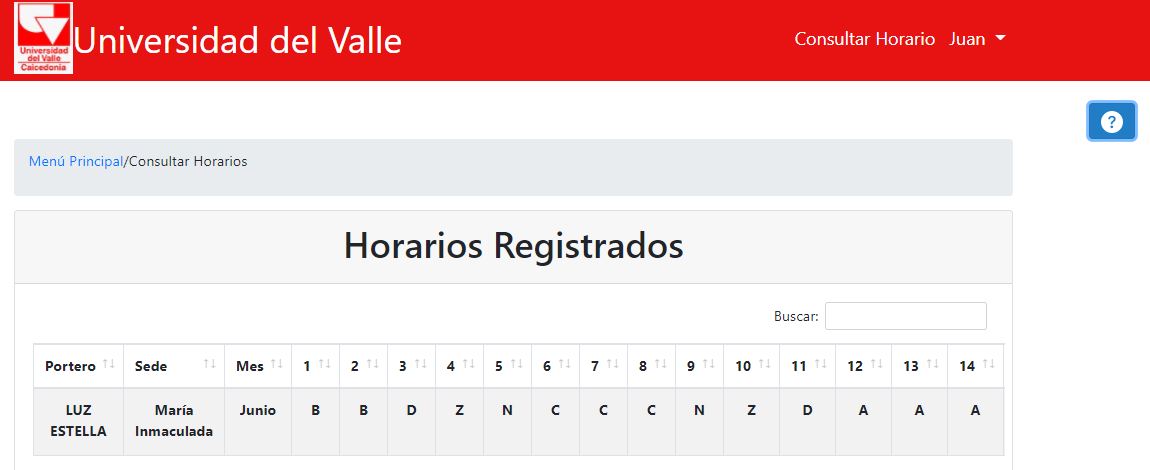 Universidad
del Valle
Caicedonia
Universidad del Valle
Consultar Horario Juan
?
Menú Principal/Consultar Horarios
Horarios Registrados
Buscar:
Portero Sede Mes 1 2 3 4 5 6 7 8 9 10 11 12 13 14
LUZ María Junio B B D Z N C C C N Z D A A A
ESTELLA Inmaculada